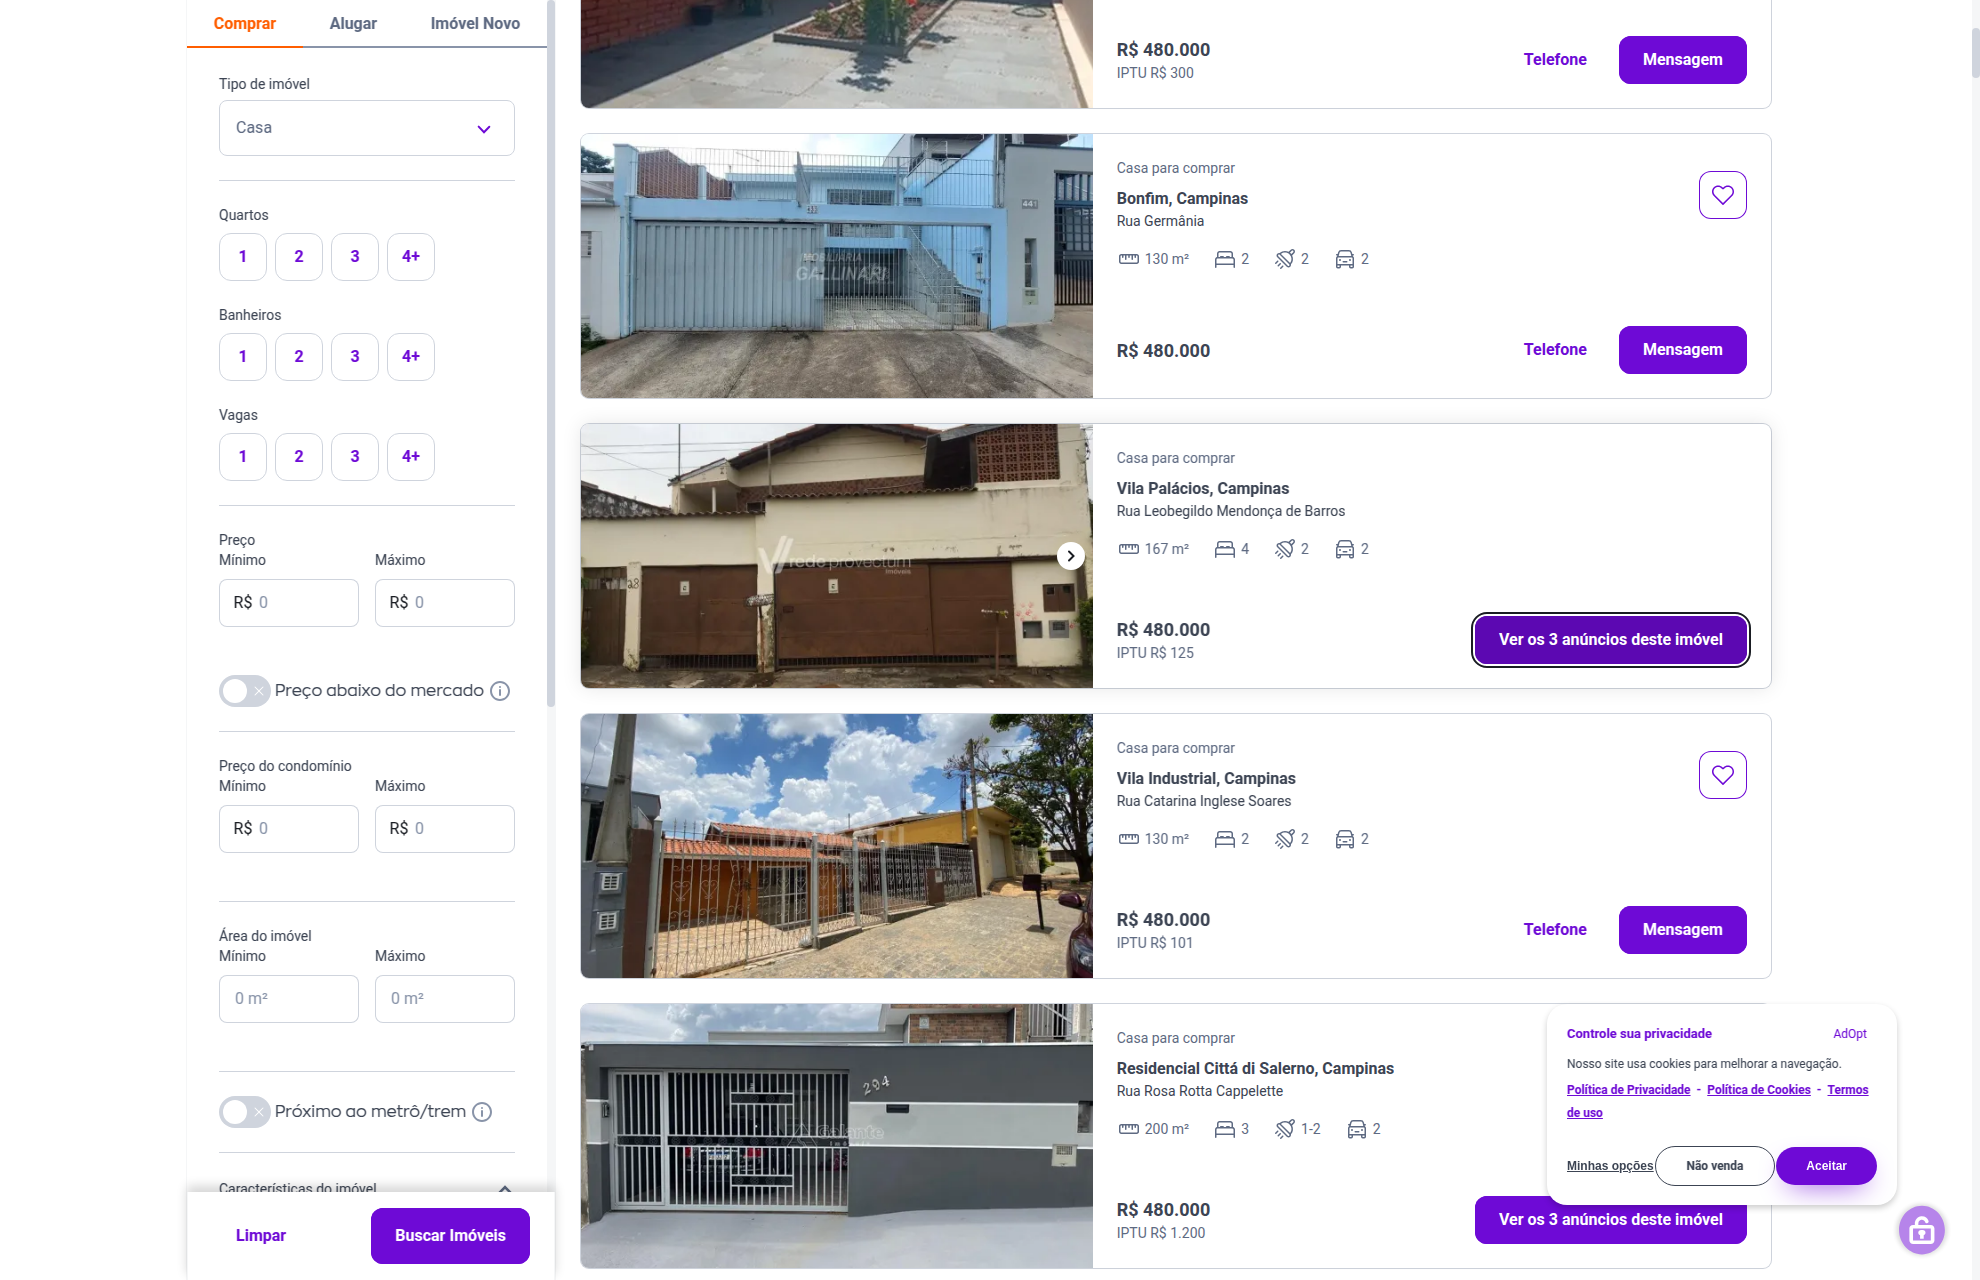 Comprar
Alugar
Imóvel Novo
Tipo de imóvel
Casa
Quartos
1
2
3
4+
Banheiros
1
2
3
4+
Vagas
1
2
3
4+
Preço
Mínimo
Máximo
R$ 0
R$ 0
Preço abaixo do mercado
Preço do condomínio
Mínimo
Máximo
R$ 0
R$ 0
Área do imóvel
Mínimo
Máximo
0 m²
0 m²
Próximo ao metrô/trem
Características do imóvel
Limpar
Buscar Imóveis
R$ 480.000
IPTU R$ 300
Telefone
Mensagem
441
IMOBILIÁRIA
GALLINARI
Casa para comprar
Bonfim, Campinas
Rua Germânia
130 m²
2
2
2
R$ 480.000
Telefone
Mensagem
rede provectum
imóveis
Casa para comprar
Vila Palácios, Campinas
Rua Leobegildo Mendonça de Barros
167 m²
4
2
2
R$ 480.000
IPTU R$ 125
Ver os 3 anúncios deste imóvel
Casa para comprar
Vila Industrial, Campinas
Rua Catarina Inglese Soares
130 m²
2
2
2
R$ 480.000
IPTU R$ 101
Telefone
Mensagem
294
Galante
Casa para comprar
Residencial Cittá di Salerno, Campinas
Rua Rosa Rotta Cappelette
200 m²
3
1-2
2
R$ 480.000
IPTU R$ 1.200
Ver os 3 anúncios deste imóvel
Controle sua privacidade
AdOpt
Nosso site usa cookies para melhorar a navegação.
Política de Privacidade - Política de Cookies - Termos
de uso
Minhas opções
Não venda
Aceitar